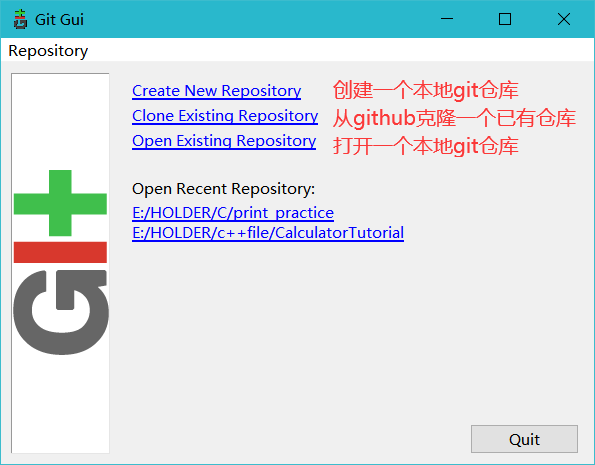 Git Gui
Repository
Create New Repository 创建一个本地git仓库
Clone Existing Repository 从github克隆一个已有仓库
Open Existing Repository 打开一个本地git仓库
Open Recent Repository:
E:/HOLDER/C/print_practice
E:/HOLDER/c++file/CalculatorTutorial
GIt
Quit